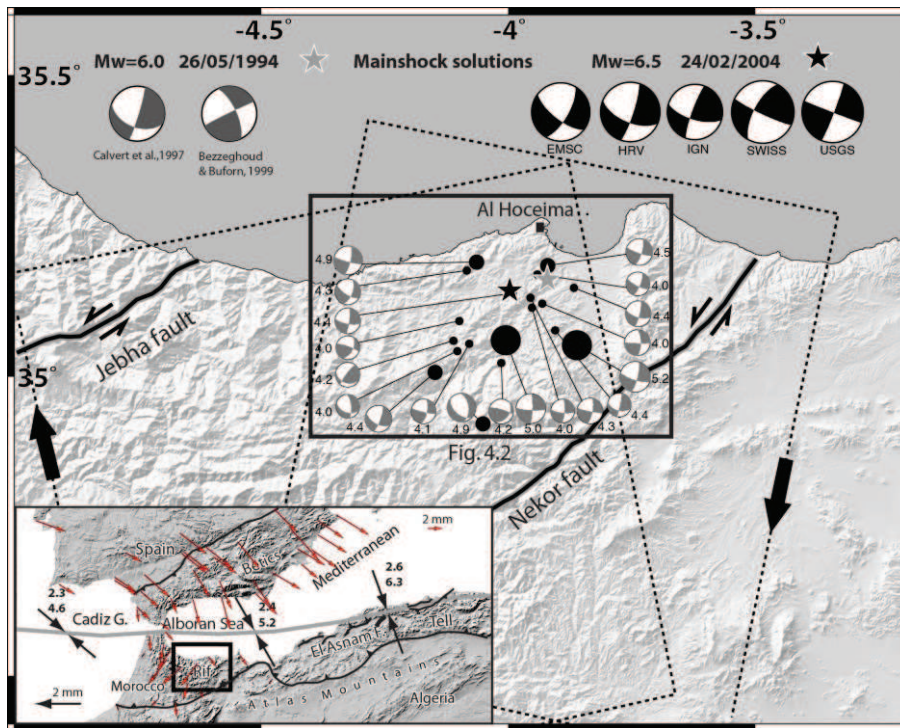 -4.5°
-4°
-3.5°
35.5°
35°
Mw=6.0 26/05/1994
Mainshock solutions
Mw=6.5 24/02/2004
Calvert et al.,1997
Bezzeghoud
& Buforn, 1999
EMSC
HRV
IGN
SWISS
USGS
Al Hoceima
4.9
4.3
4.1
4.0
4.2
4.0
4.4
4.1
4.9
4.2
5.0
4.0
4.3
4.4
4.5
4.0
4.4
4.0
5.2
Jebha fault
Nekor fault
Fig. 4.2
2 mm
Spain
Betics
Mediterranean
2.3
4.6
Cadiz G.
Alboran Sea
2.4
5.2
2.6
6.3
El Asnam F.
Tell
Rif
Morocco
Atlas Mountains
Algeria
2 mm